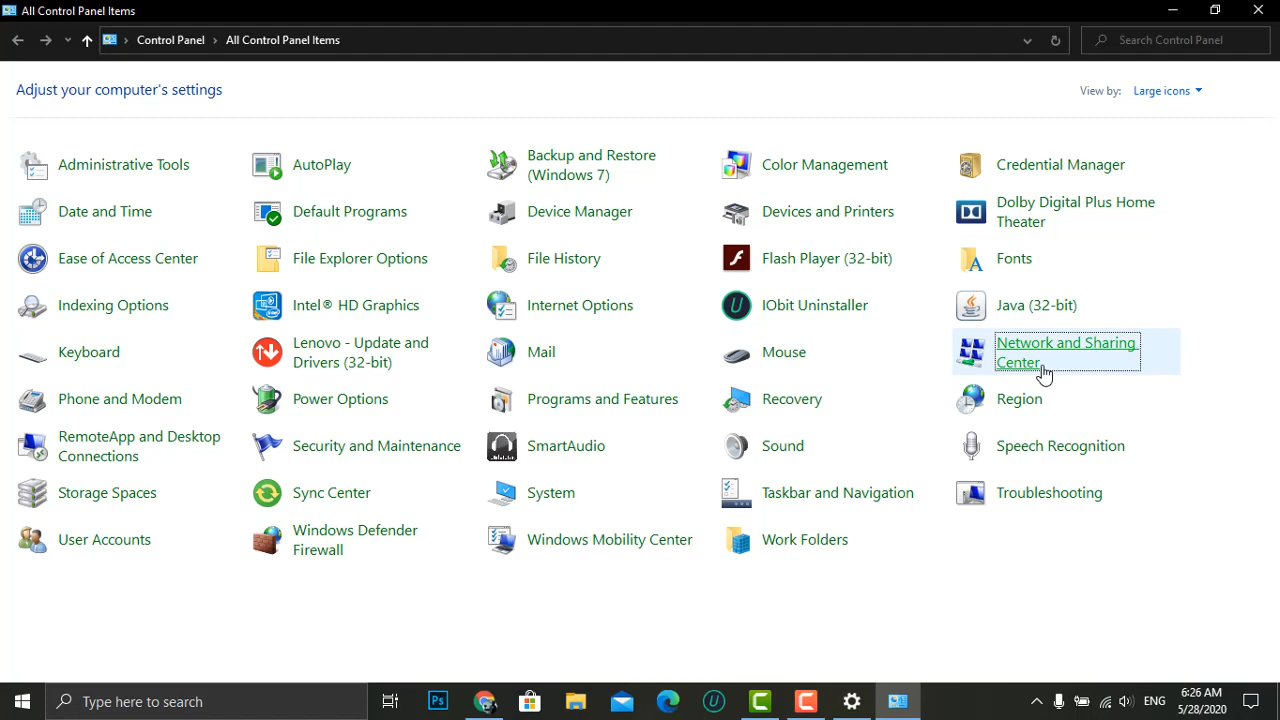 All Control Panel Items
Control Panel › All Control Panel Items
Search Control Panel
Adjust your computer's settings
View by: Large icons
Administrative Tools
AutoPlay
Backup and Restore
(Windows 7)
Color Management
Credential Manager
Date and Time
Default Programs
Device Manager
Devices and Printers
Dolby Digital Plus Home
Theater
Ease of Access Center
File Explorer Options
File History
Flash Player (32-bit)
Fonts
Indexing Options
Intel® HD Graphics
Internet Options
IObit Uninstaller
Java (32-bit)
Keyboard
Lenovo - Update and
Drivers (32-bit)
Mail
Mouse
Network and Sharing
Center
Phone and Modem
Power Options
Programs and Features
Recovery
Region
RemoteApp and Desktop
Connections
Security and Maintenance
SmartAudio
Sound
Speech Recognition
Storage Spaces
Sync Center
System
Taskbar and Navigation
Troubleshooting
User Accounts
Windows Defender
Firewall
Windows Mobility Center
Work Folders
Type here to search
Ps
ENG
6:26 AM
5/28/2020